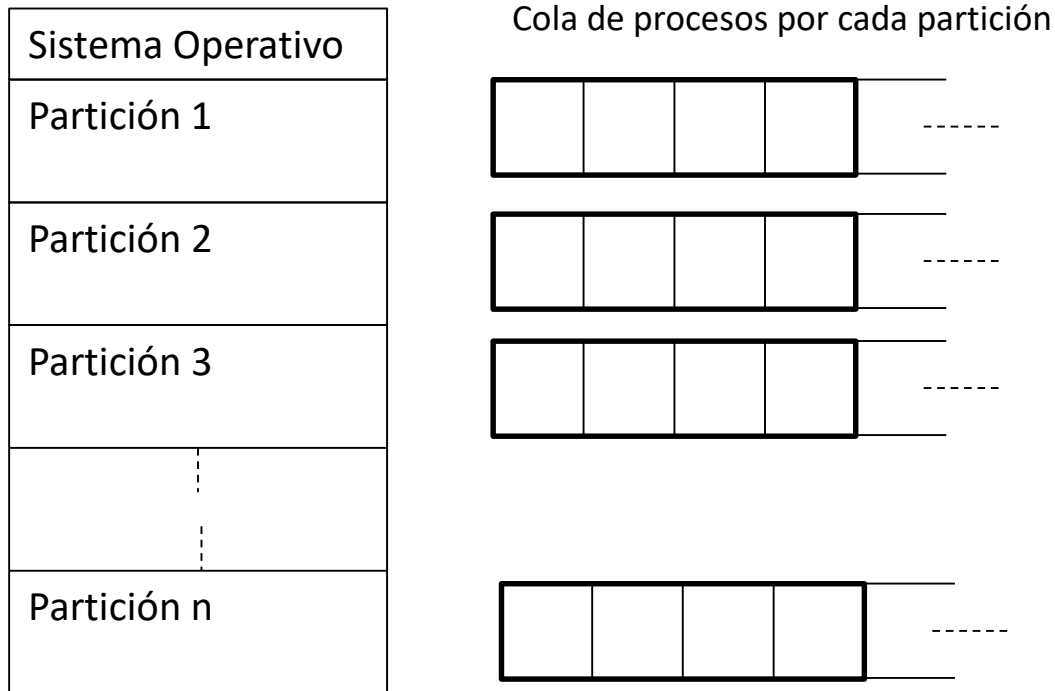 Cola de procesos por cada partición
Sistema Operativo
Partición 1
Partición 2
Partición 3
Partición n